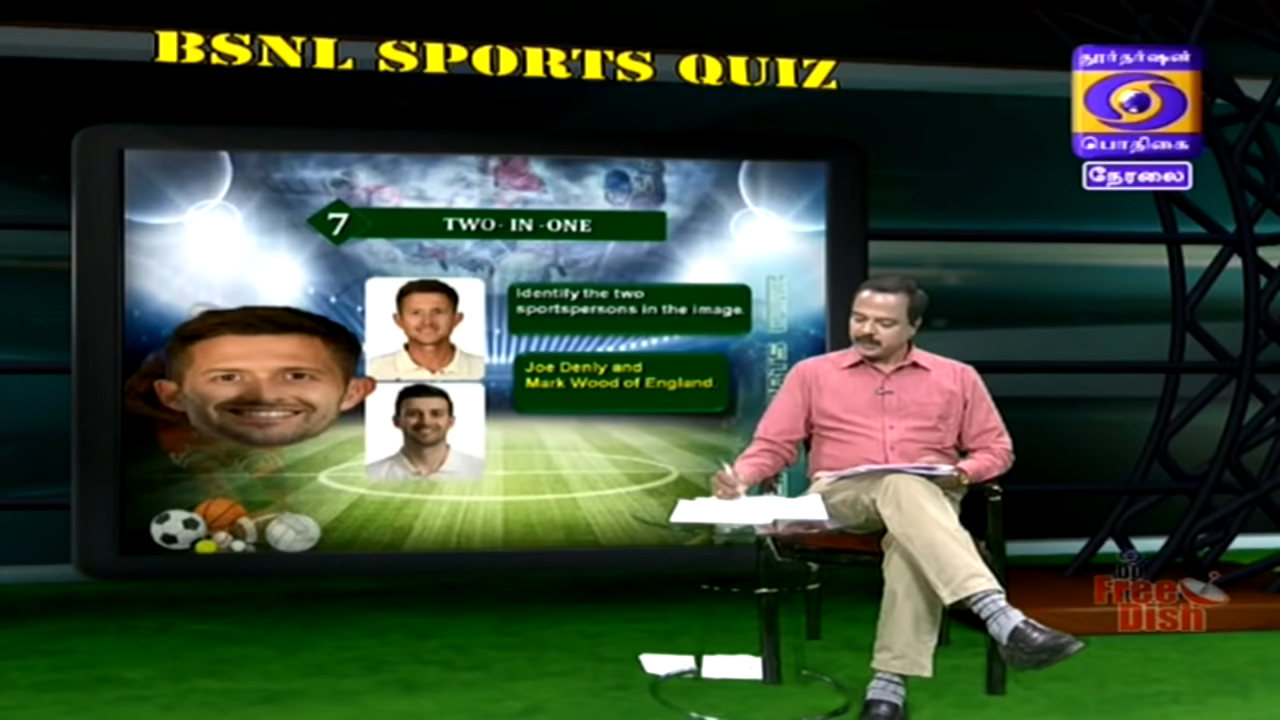 BSNL SPORTS QUIZ
தூர்தர்ஷன்
பொதிகை
நேரலை
7
TWO- IN -ONE
Identify the two
sportspersons in the image.
Joe Denly and
Mark Wood of England.
DD
Free
Dish